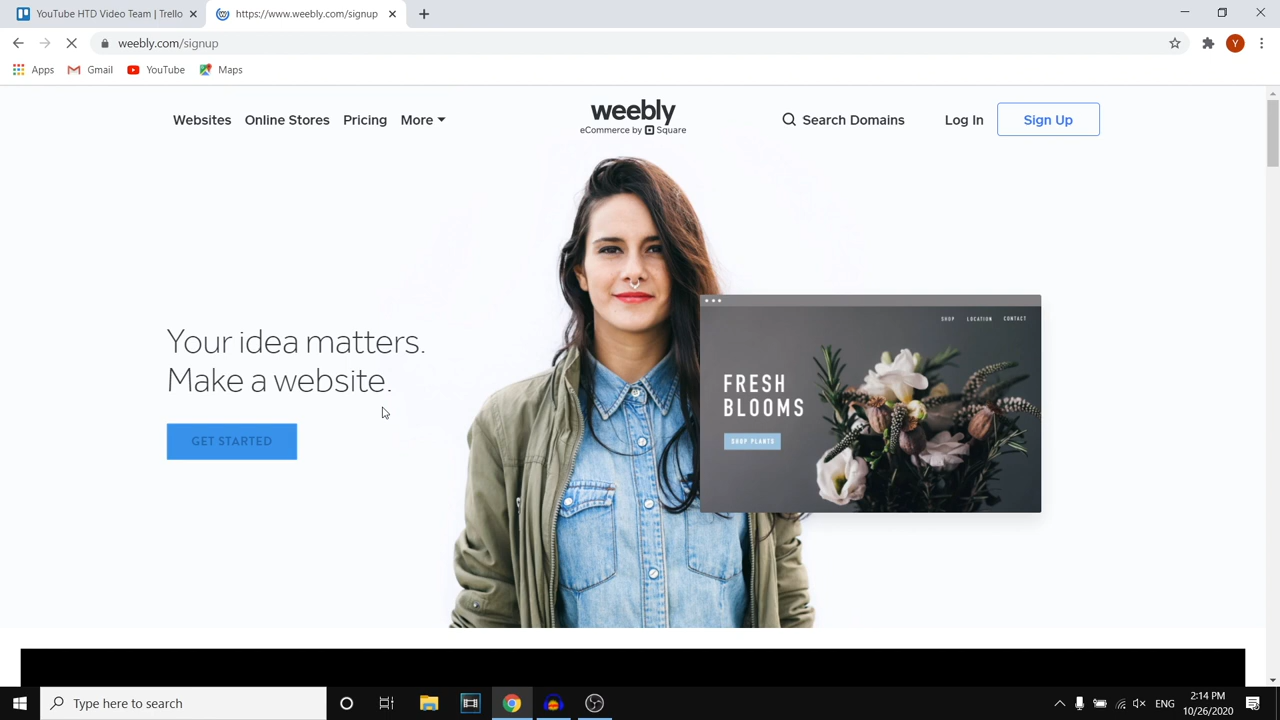 YouTube HTD Video Team | Trello
https://www.weebly.com/signup
weebly.com/signup
Y
Apps
Gmail
YouTube
Maps
Websites
Online Stores
Pricing
More
weebly
eCommerce by Square
Search Domains
Log In
Sign Up
Your idea matters.
Make a website.
GET STARTED
SHOP
LOCATION
CONTACT
FRESH
BLOOMS
SHOP PLANTS
Type here to search
ENG
2:14 PM
10/26/2020